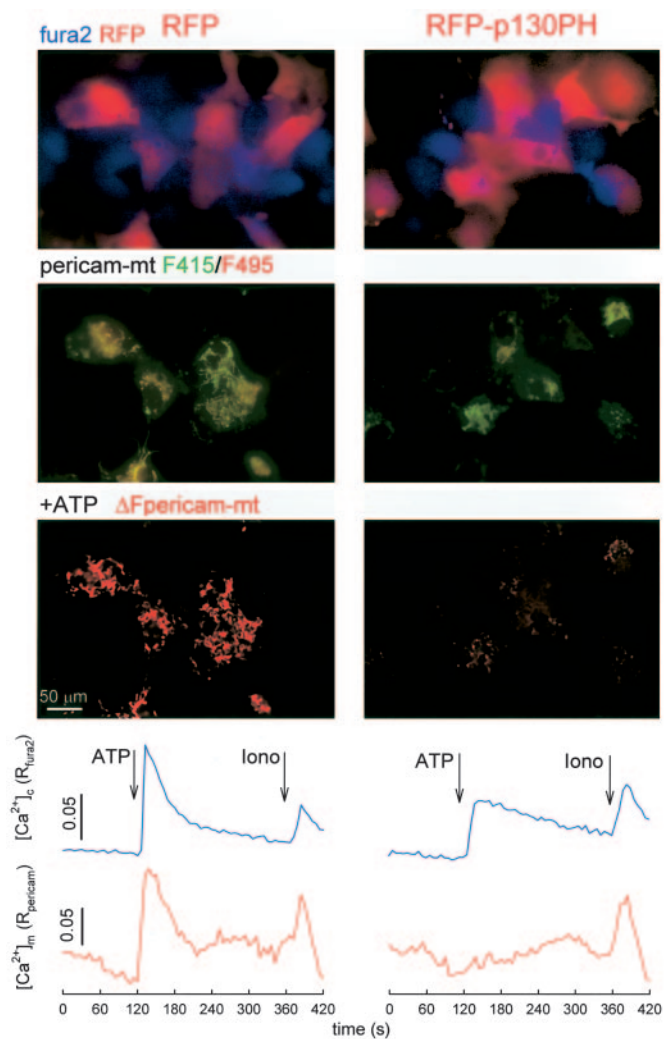 fura2 RFP RFP RFP-p130PH
pericam-mt F415/F495
+ATP ΔFpericam-mt
50 µm
[Ca²⁺]c (Rfura2)
0.05
ATP
Iono
ATP
Iono
[Ca²⁺]m (Rpericam)
0.05
0 60 120 180 240 300 360 420 0 60 120 180 240 300 360 420
time (s)